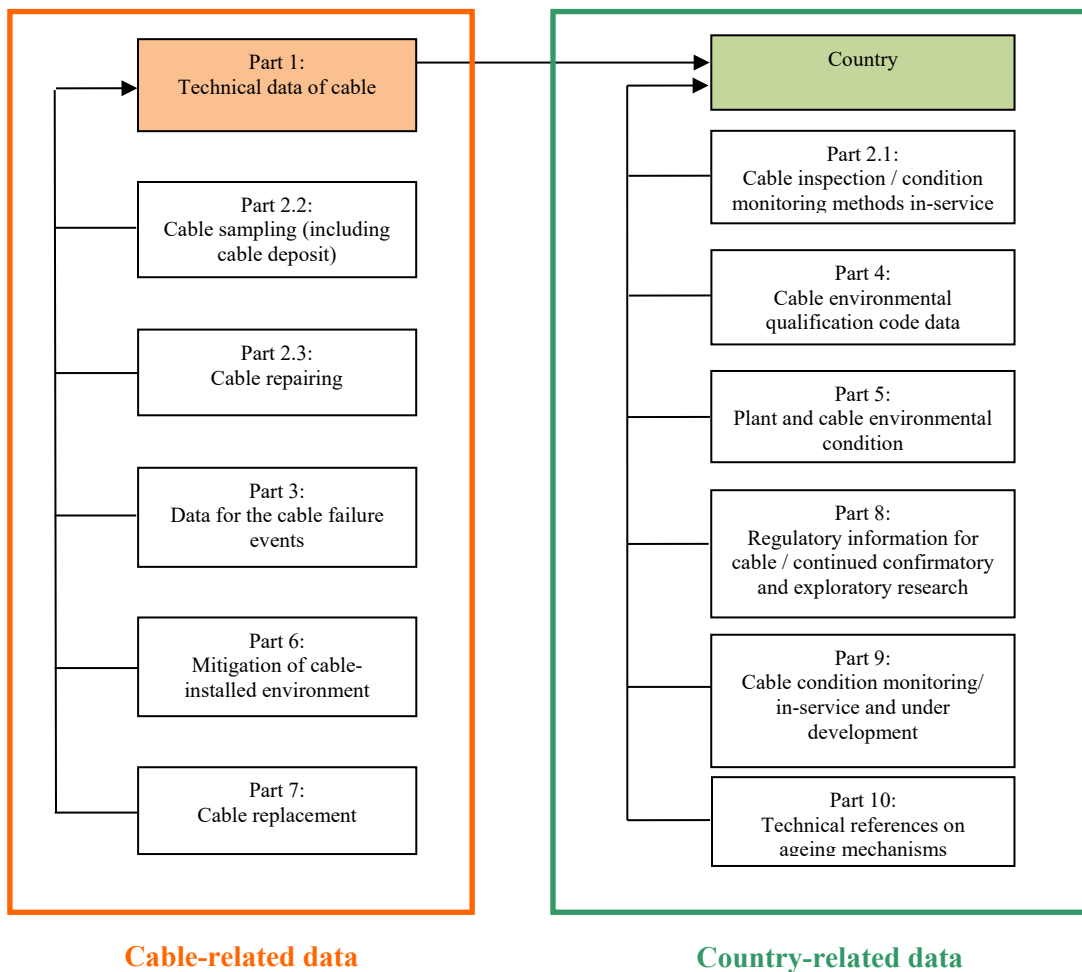 Part 1:
Technical data of cable
Part 2.2:
Cable sampling (including
cable deposit)
Part 2.3:
Cable repairing
Part 3:
Data for the cable failure
events
Part 6:
Mitigation of cable-
installed environment
Part 7:
Cable replacement
Cable-related data
Country
Part 2.1:
Cable inspection / condition
monitoring methods in-service
Part 4:
Cable environmental
qualification code data
Part 5:
Plant and cable environmental
condition
Part 8:
Regulatory information for
cable / continued confirmatory
and exploratory research
Part 9:
Cable condition monitoring/
in-service and under
development
Part 10:
Technical references on
ageing mechanisms
Country-related data